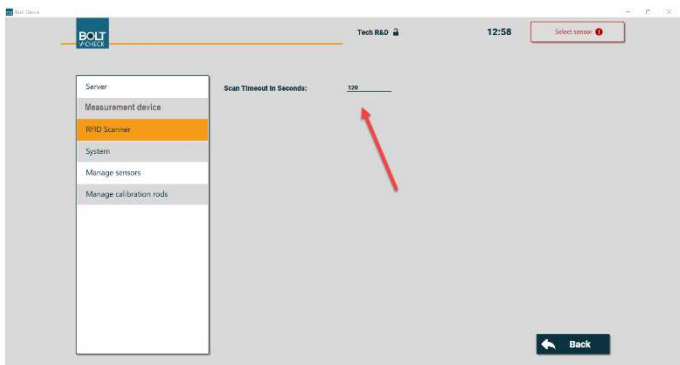 Bolt Check
BOLT
✓CHECK
Tech R&D
12:58
Select sensor
Server
Measurement device
RFID Scanner
System
Manage sensors
Manage calibration rods
Scan Timeout In Seconds:
120
Back